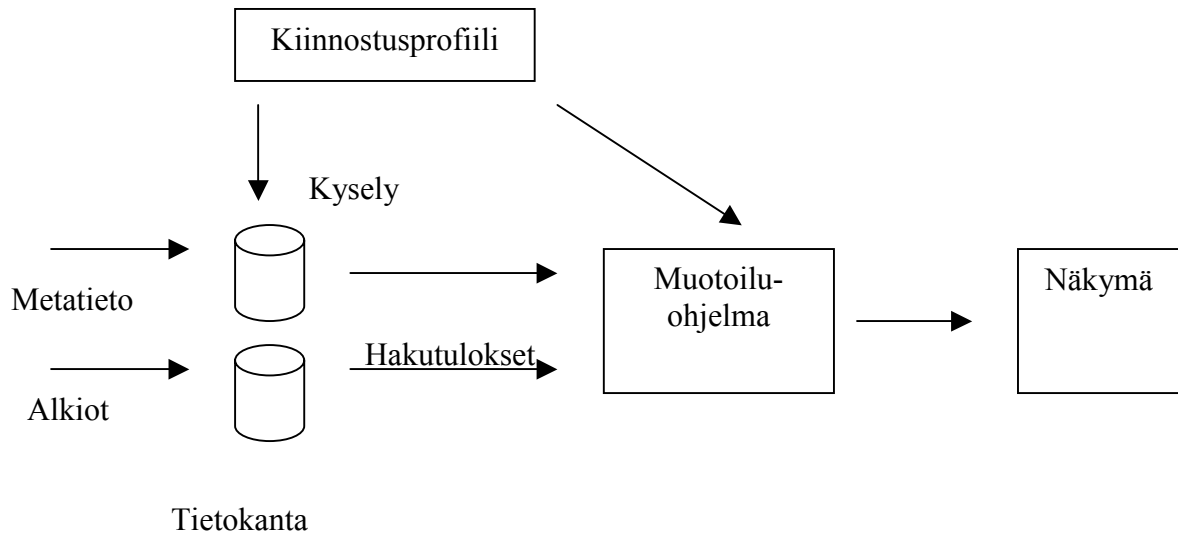 Kiinnostusprofiili
Kysely
Metatieto
Muotoilu-
ohjelma
Näkymä
Hakutulokset
Alkiot
Tietokanta